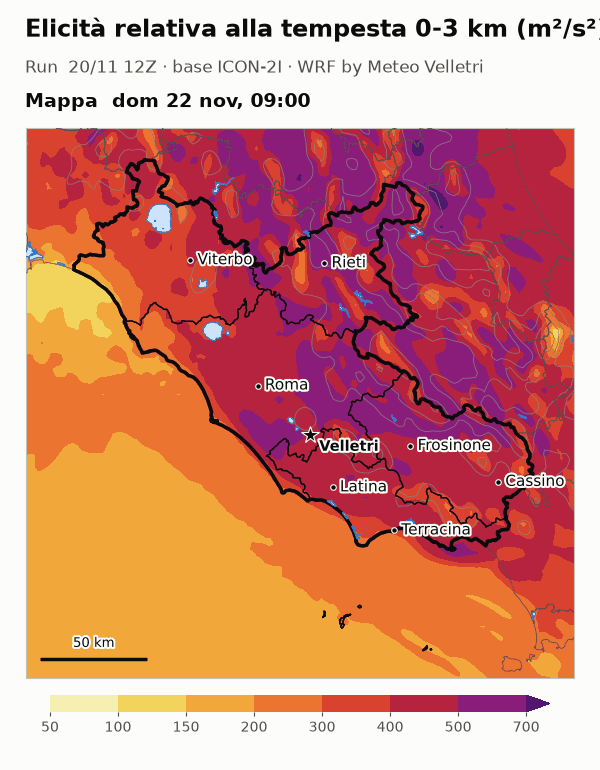 Elicità relativa alla tempesta 0-3 km (m²/s²)
Run 20/11 12Z · base ICON-2I · WRF by Meteo Velletri
Mappa dom 22 nov, 09:00
Viterbo
Rieti
Roma
Velletri
Frosinone
Cassino
Latina
Terracina
50 km
50 100 150 200 300 400 500 700